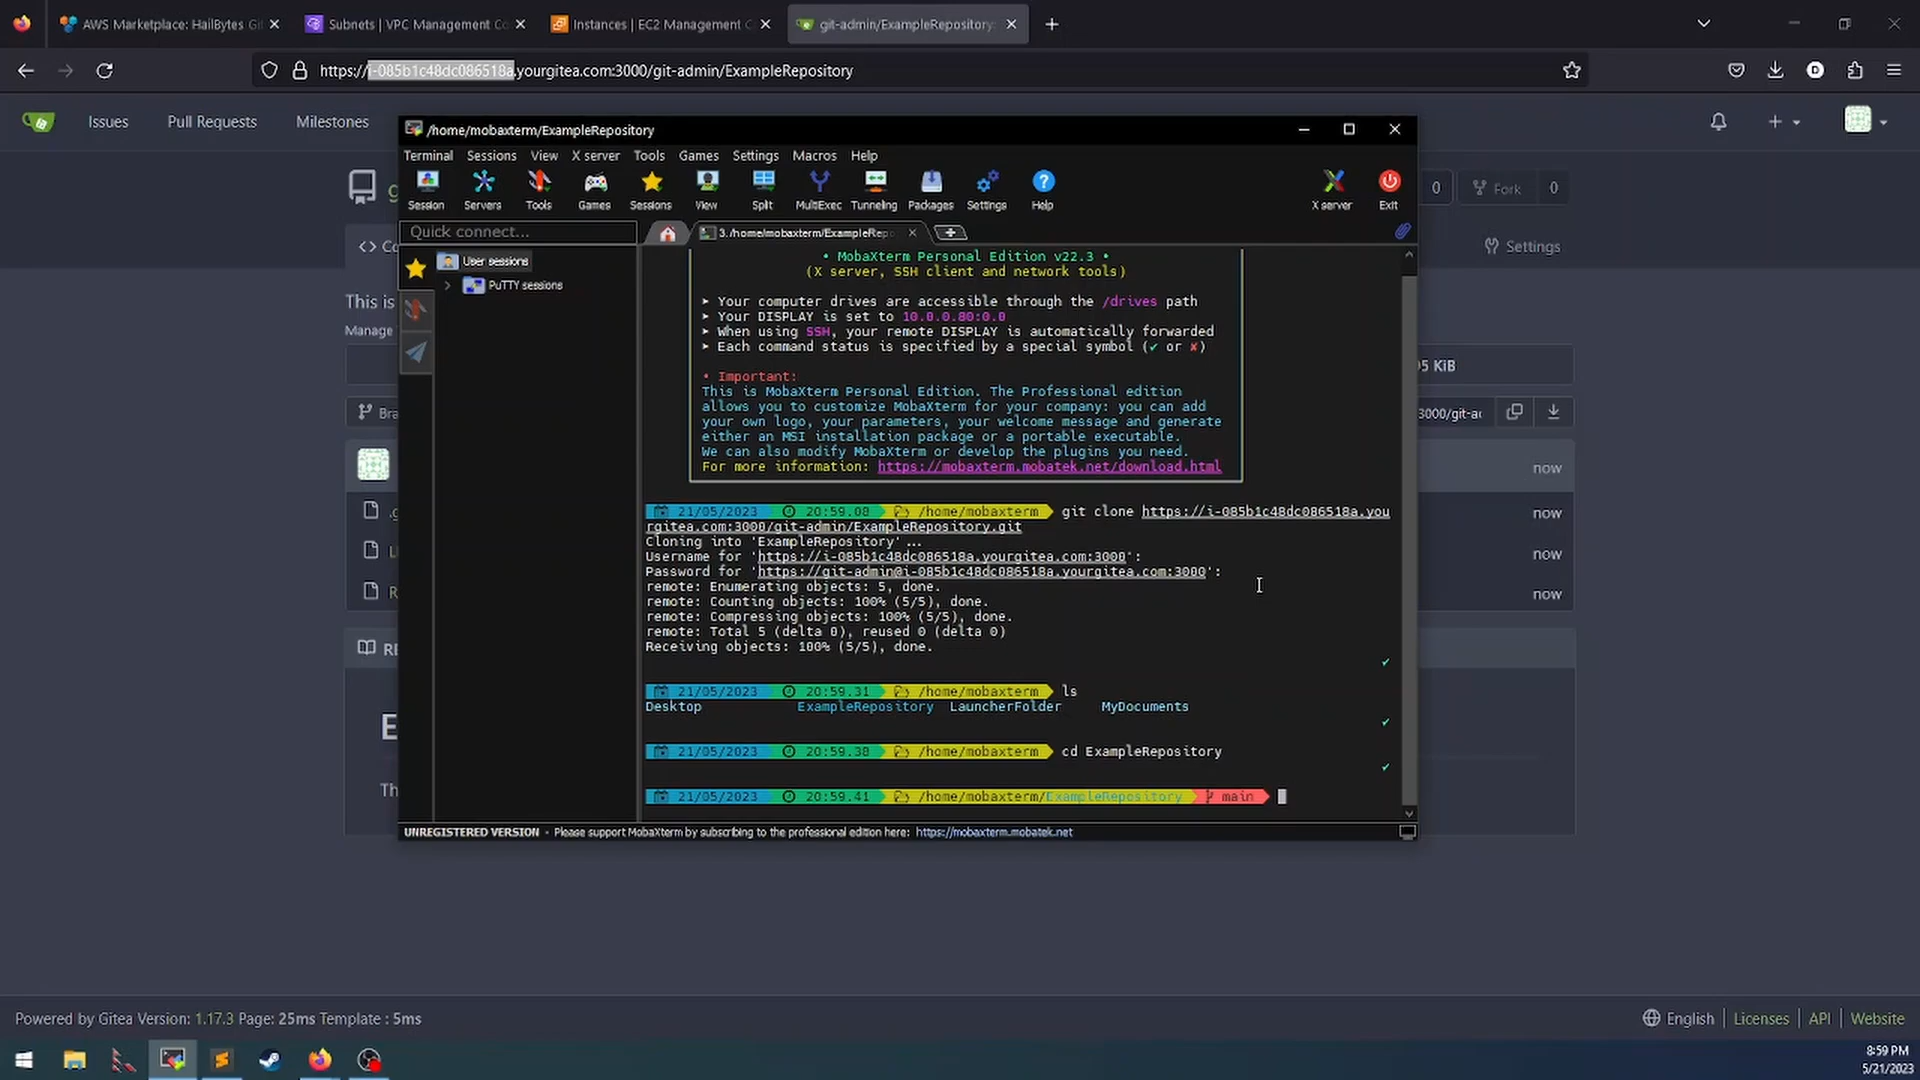 AWS Marketplace: HailBytes Gi
Subnets | VPC Management Co
Instances | EC2 Management C
git-admin/ExampleRepository:
https://i-085b1c48dc086518a.yourgitea.com:3000/git-admin/ExampleRepository
Issues
Pull Requests
Milestones
/home/mobaxterm/ExampleRepository
Terminal Sessions View X server Tools Games Settings Macros Help
Session Servers Tools Games Sessions View Split MultiExec Tunneling Packages Settings Help X server Exit
0
Fork
0
Quick connect...
3./home/mobaxterm/ExampleRepo
Settings
User sessions
PuTTY sessions
• MobaXterm Personal Edition v22.3 •
(X server, SSH client and network tools)
➤ Your computer drives are accessible through the /drives path
➤ Your DISPLAY is set to 10.0.0.80:0.0
➤ When using SSH, your remote DISPLAY is automatically forwarded
➤ Each command status is specified by a special symbol (✔ or ✘)
• Important:
This is MobaXterm Personal Edition. The Professional edition
allows you to customize MobaXterm for your company: you can add
your own logo, your parameters, your welcome message and generate
either an MSI installation package or a portable executable.
We can also modify MobaXterm or develop the plugins you need.
For more information: https://mobaxterm.mobatek.net/download.html
This is
Manage
KiB
Bra
3000/git-ad
now
now
now
now
21/05/2023 20:59.08 /home/mobaxterm git clone https://i-085b1c48dc086518a.you
rgitea.com:3000/git-admin/ExampleRepository.git
Cloning into 'ExampleRepository'...
Username for 'https://i-085b1c48dc086518a.yourgitea.com:3000':
Password for 'https://git-admin@i-085b1c48dc086518a.yourgitea.com:3000':
remote: Enumerating objects: 5, done.
remote: Counting objects: 100% (5/5), done.
remote: Compressing objects: 100% (5/5), done.
remote: Total 5 (delta 0), reused 0 (delta 0)
Receiving objects: 100% (5/5), done.
21/05/2023 20:59.31 /home/mobaxterm ls
Desktop ExampleRepository LauncherFolder MyDocuments
21/05/2023 20:59.38 /home/mobaxterm cd ExampleRepository
21/05/2023 20:59.41 /home/mobaxterm/ExampleRepository main
RE
E
Th
UNREGISTERED VERSION - Please support MobaXterm by subscribing to the professional edition here: https://mobaxterm.mobatek.net
Powered by Gitea Version: 1.17.3 Page: 25ms Template : 5ms
English | Licenses | API | Website
8:59 PM
5/21/2023